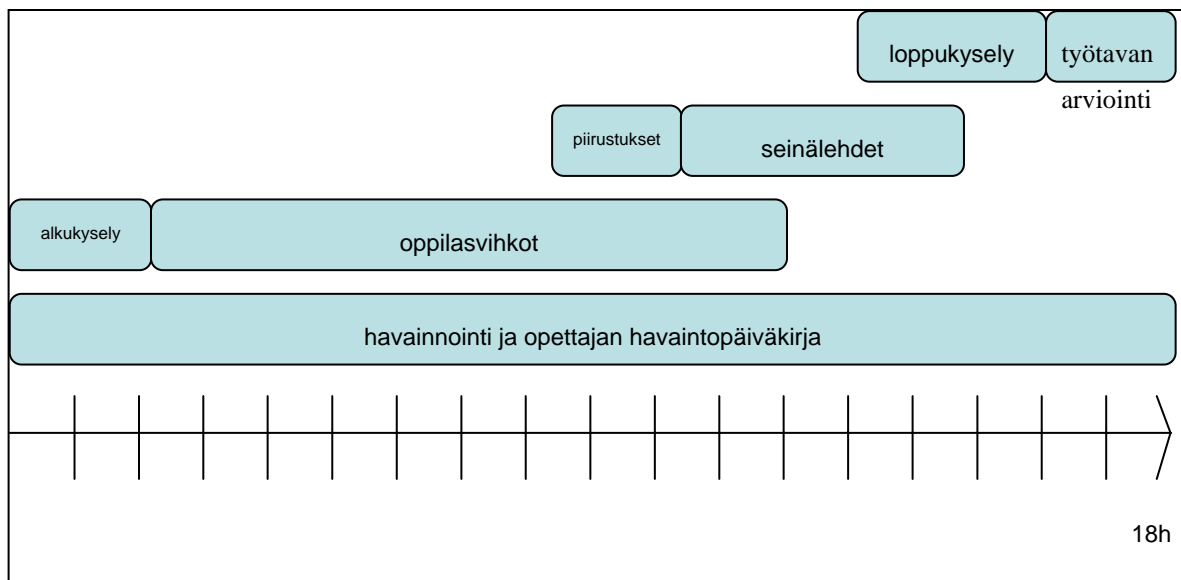 loppukysely
työtavan
arviointi
piirustukset
seinälehdet
alkukysely
oppilasvihkot
havainnointi ja opettajan havaintopäiväkirja
18h